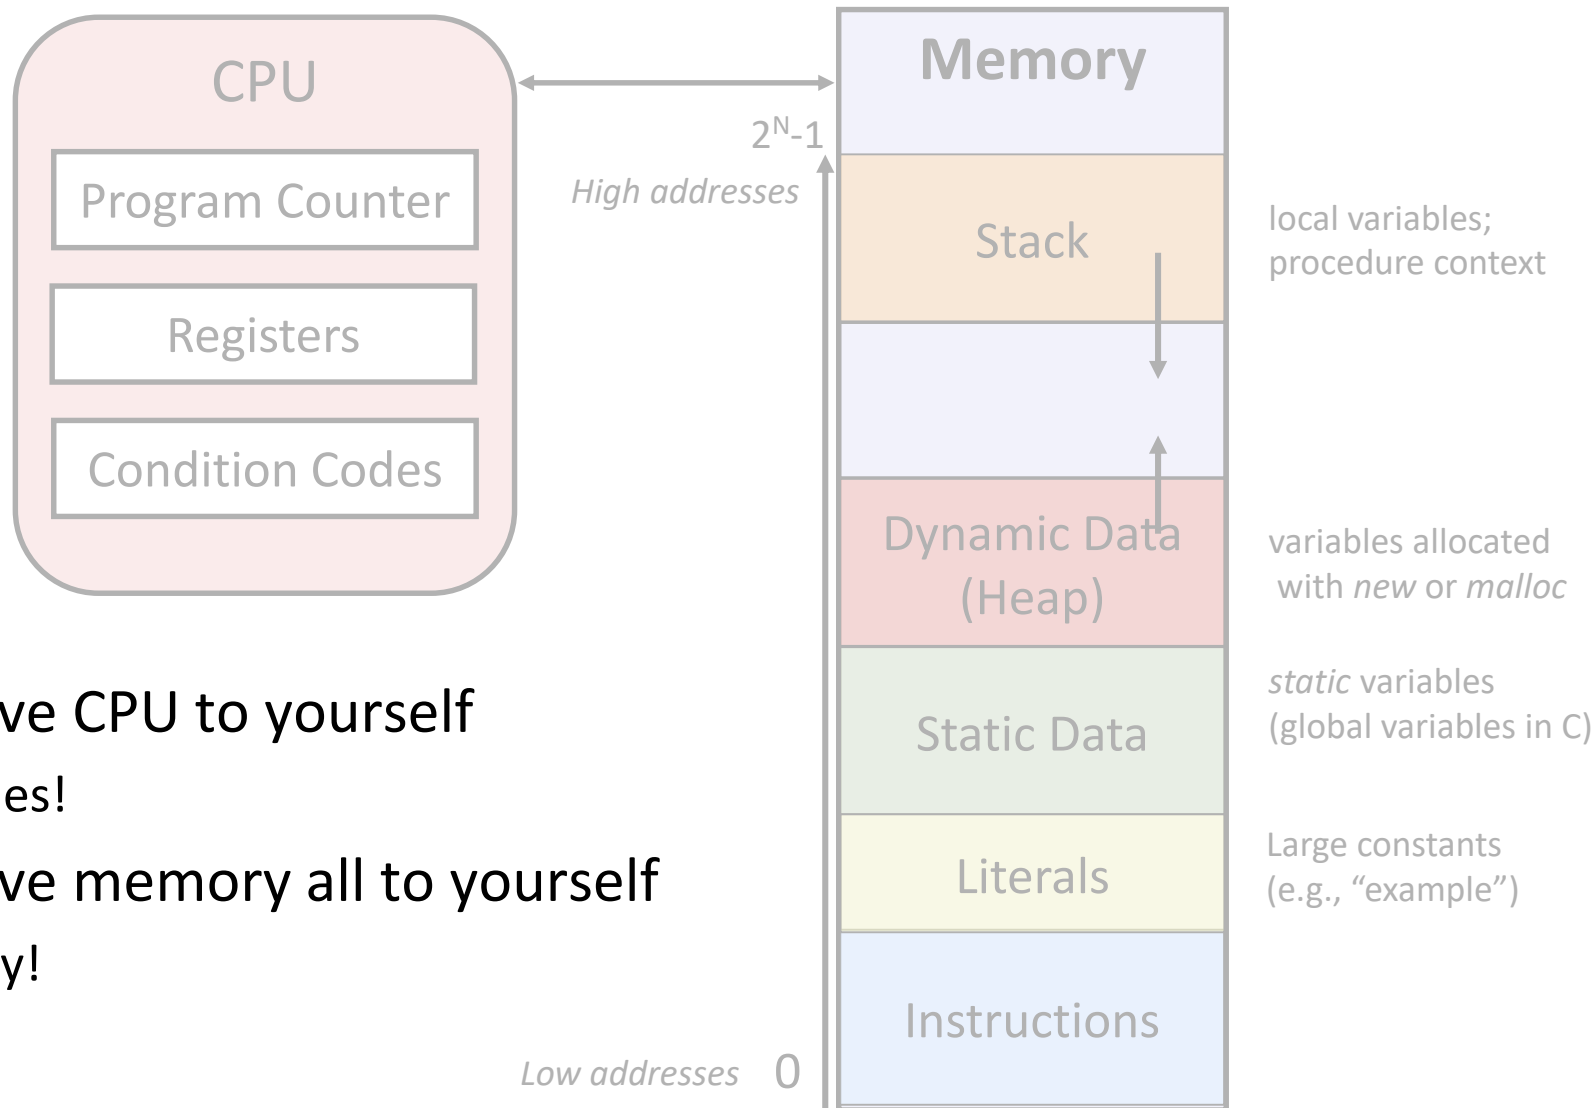 CPU
Program Counter
Registers
Condition Codes
ve CPU to yourself
es!
ve memory all to yourself
y!
2^N-1
High addresses
Low addresses 0
Memory
Stack
Dynamic Data
(Heap)
Static Data
Literals
Instructions
local variables;
procedure context
variables allocated
with new or malloc
static variables
(global variables in C)
Large constants
(e.g., “example”)